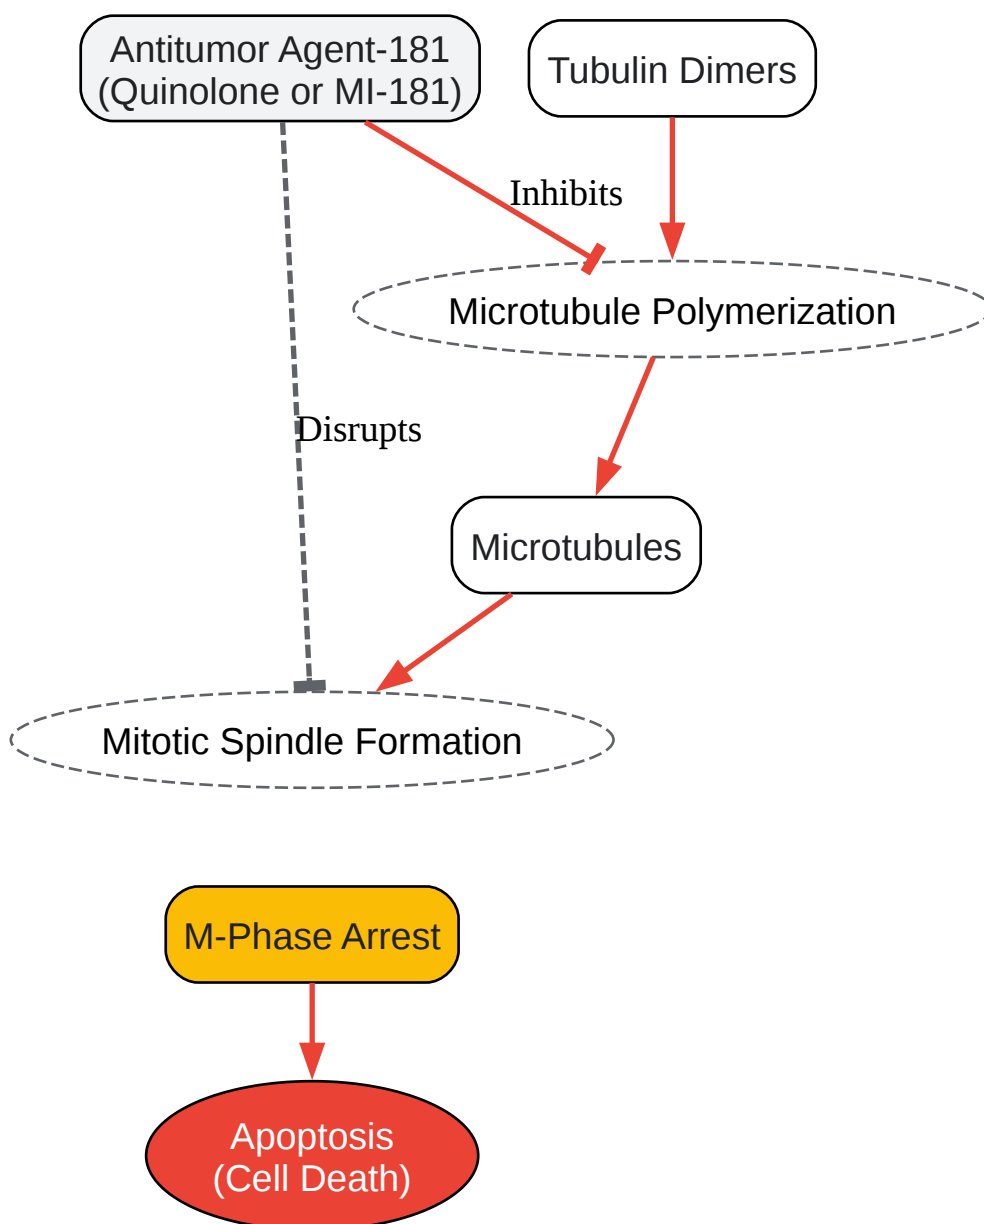 Antitumor Agent-181
(Quinolone or MI-181)
Tubulin Dimers
Inhibits
Microtubule Polymerization
Disrupts
Microtubules
Mitotic Spindle Formation
M-Phase Arrest
Apoptosis
(Cell Death)